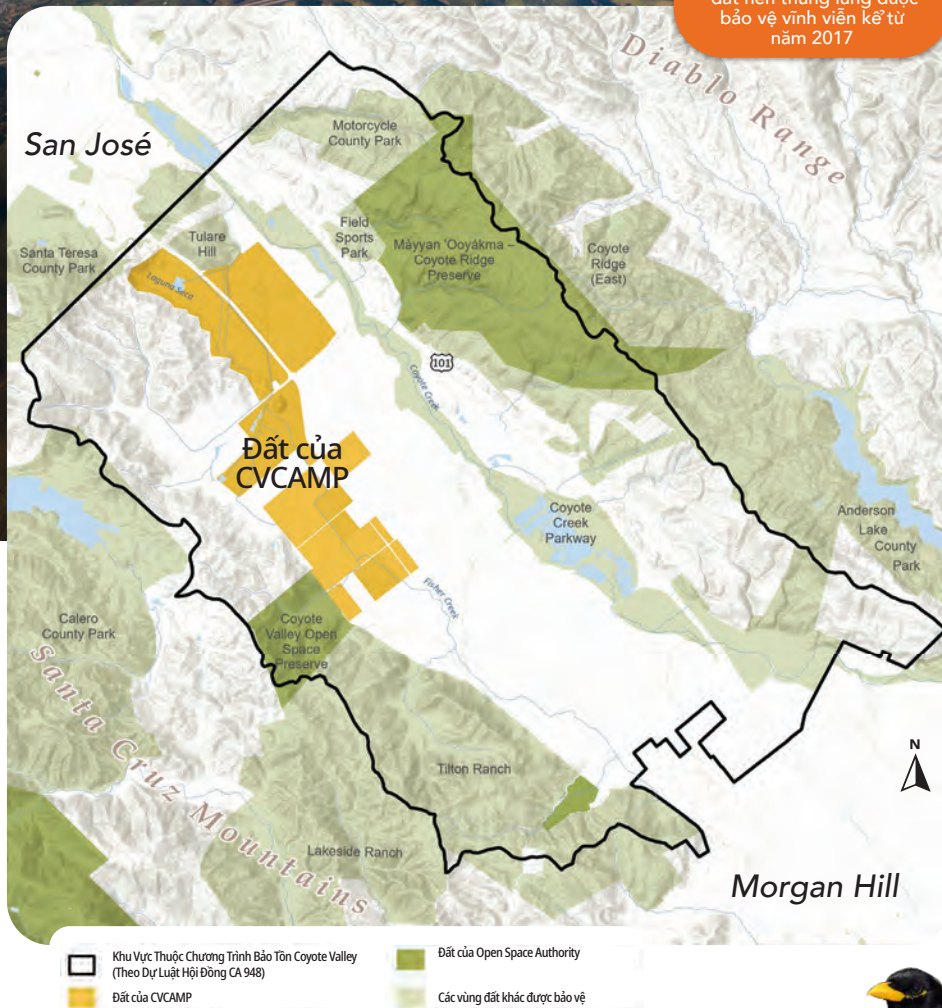 đất nền thung lũng được
bảo vệ vĩnh viễn kể từ
năm 2017
Diablo Range
San José
Motorcycle
County Park
Santa Teresa
County Park
Tulare
Hill
Field
Sports
Park
Máyyan 'Ooyákma –
Coyote Ridge
Preserve
Coyote
Ridge
(East)
Laguna Seca
101
Coyote Creek
Đất của
CVCAMP
Coyote
Creek
Parkway
Anderson
Lake
County
Park
Fisher Creek
Calero
County Park
Coyote
Valley Open
Space
Preserve
Santa Cruz Mountains
Tilton Ranch
N
Lakeside Ranch
Morgan Hill
Khu Vực Thuộc Chương Trình Bảo Tồn Coyote Valley
(Theo Dự Luật Hội Đồng CA 948)
Đất của Open Space Authority
Đất của CVCAMP
Các vùng đất khác được bảo vệ